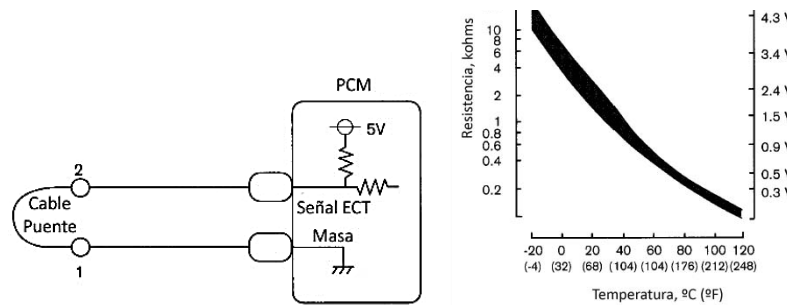 PCM
5V
2
Cable
Puente
Señal ECT
Masa
1
Resistencia, kohms
10
8
6
4
2
1
0.8
0.6
0.4
0.2
4.3 V
3.4 V
2.4 V
1.5 V
0.9 V
0.5 V
0.3 V
-20 0 20 40 60 80 100 120
(-4) (32) (68) (104) (104) (176) (212) (248)
Temperatura, ºC (ºF)